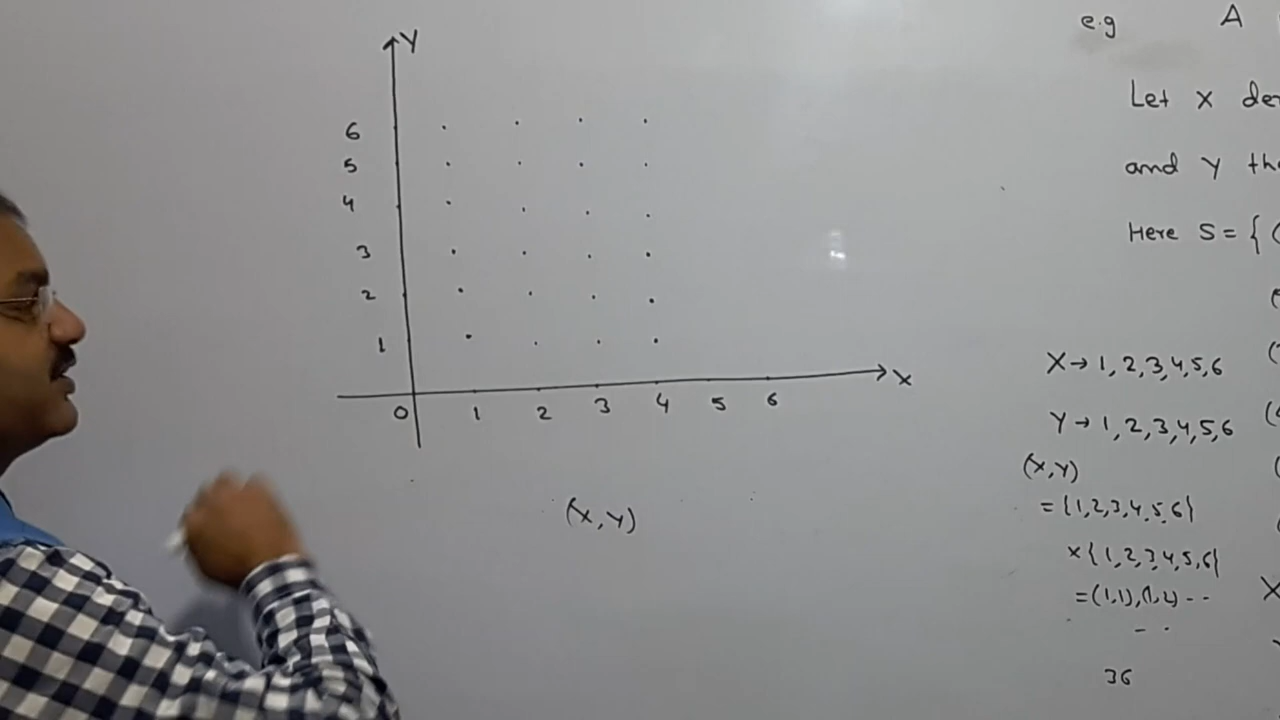 Y
6
5
4
3
2
1
0 1 2 3 4 5 6 X
(X,Y)
e.g A
Let X
and Y
Here S = {
X → 1,2,3,4,5,6
Y → 1,2,3,4,5,6
(X,Y)
= {1,2,3,4,5,6}
x {1,2,3,4,5,6}
= (1,1),(1,2) - -
- -
36